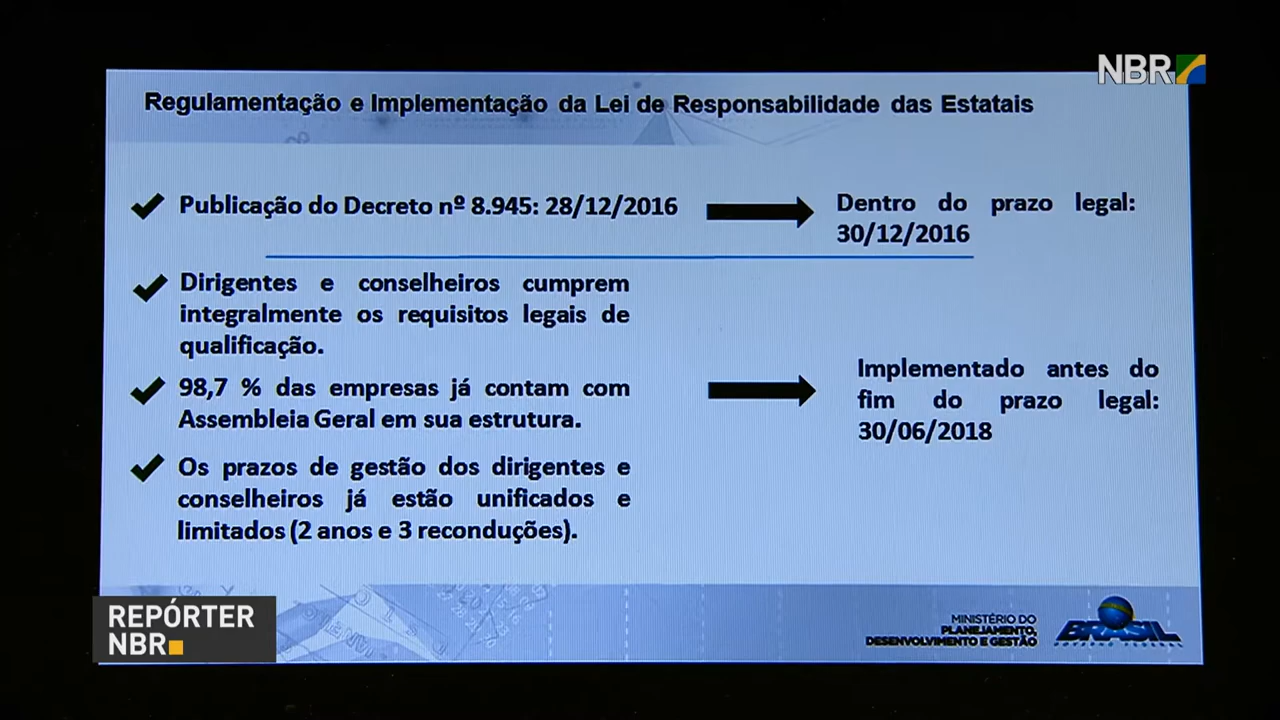 NBR
Regulamentação e Implementação da Lei de Responsabilidade das Estatais
Publicação do Decreto nº 8.945: 28/12/2016
Dentro do prazo legal:
30/12/2016
Dirigentes e conselheiros cumprem
integralmente os requisitos legais de
qualificação.
98,7 % das empresas já contam com
Assembleia Geral em sua estrutura.
Os prazos de gestão dos dirigentes e
conselheiros já estão unificados e
limitados (2 anos e 3 reconduções).
Implementado antes do
fim do prazo legal:
30/06/2018
REPÓRTER
NBR
MINISTÉRIO DO
PLANEJAMENTO,
DESENVOLVIMENTO E GESTÃO
BRASIL
GOVERNO FEDERAL